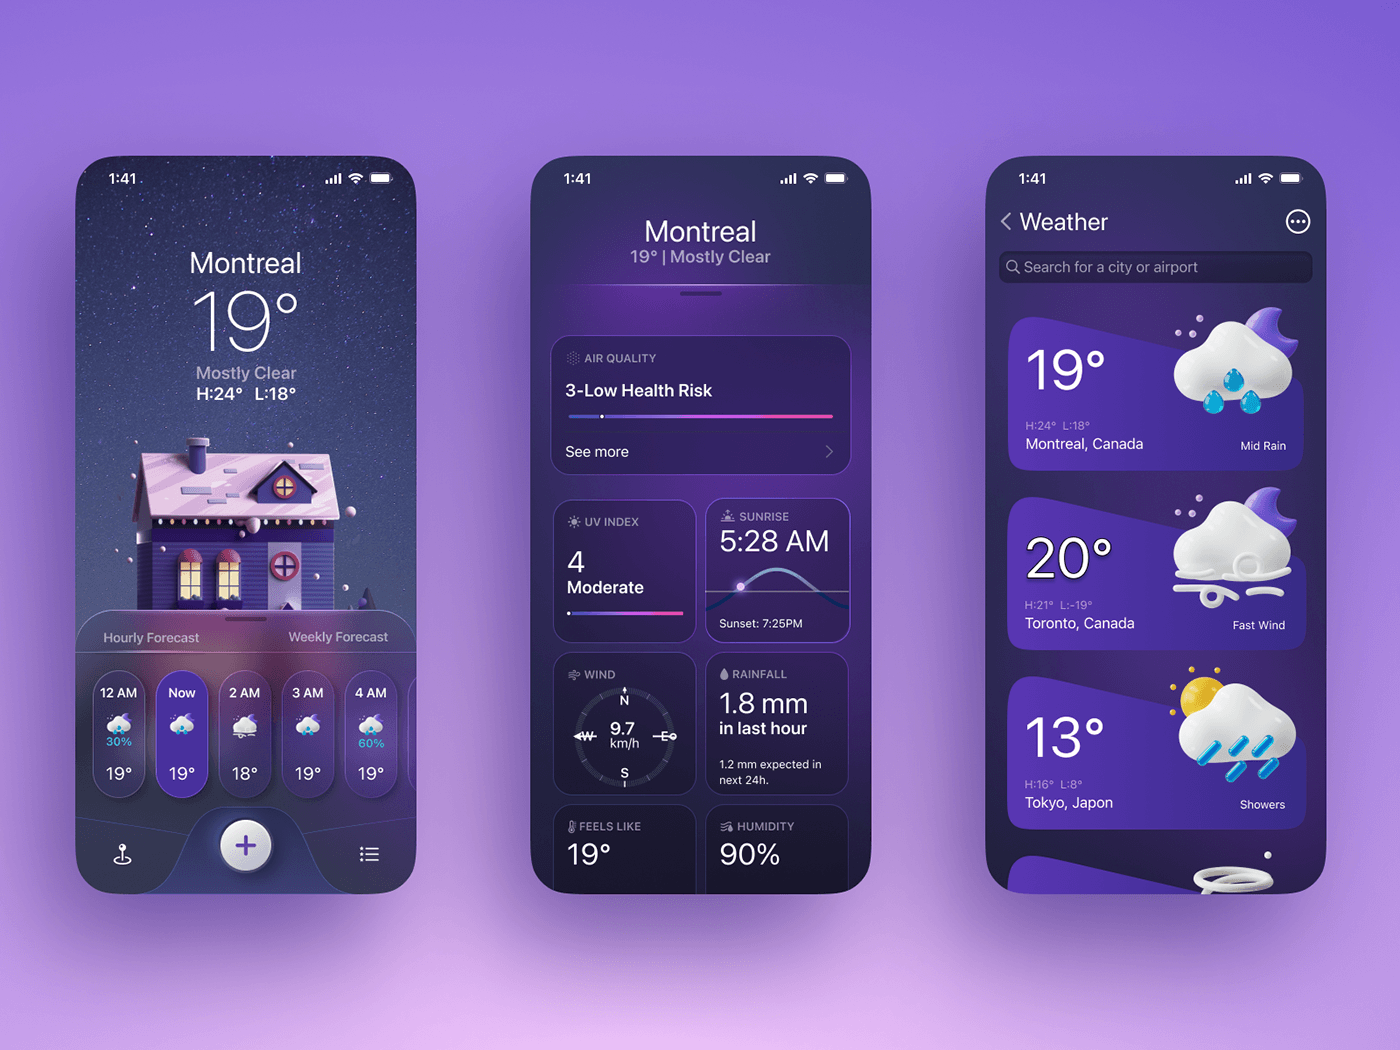 1:41
Montreal
19°
Mostly Clear
H:24° L:18°
Hourly Forecast
Weekly Forecast
12 AM
30%
19°
Now
19°
2 AM
18°
3 AM
19°
4 AM
60%
19°
1:41
Montreal
19° | Mostly Clear
AIR QUALITY
3-Low Health Risk
See more
UV INDEX
4
Moderate
SUNRISE
5:28 AM
Sunset: 7:25PM
WIND
N
W
9.7
km/h
E
S
RAINFALL
1.8 mm
in last hour
1.2 mm expected in
next 24h.
FEELS LIKE
19°
HUMIDITY
90%
1:41
Weather
Search for a city or airport
19°
H:24° L:18°
Montreal, Canada
Mid Rain
20°
H:21° L:-19°
Toronto, Canada
Fast Wind
13°
H:16° L:8°
Tokyo, Japon
Showers